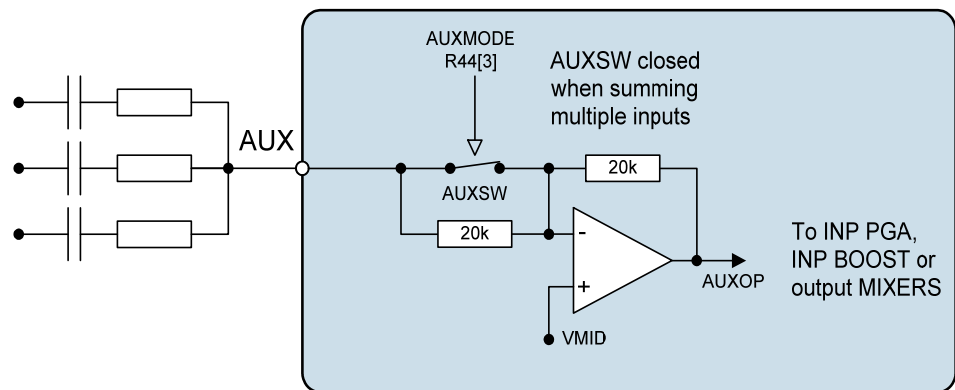 AUXMODE
R44[3]
AUXSW closed
when summing
multiple inputs
AUX
AUXSW
20k
20k
-
+
AUXOP
VMID
To INP PGA,
INP BOOST or
output MIXERS